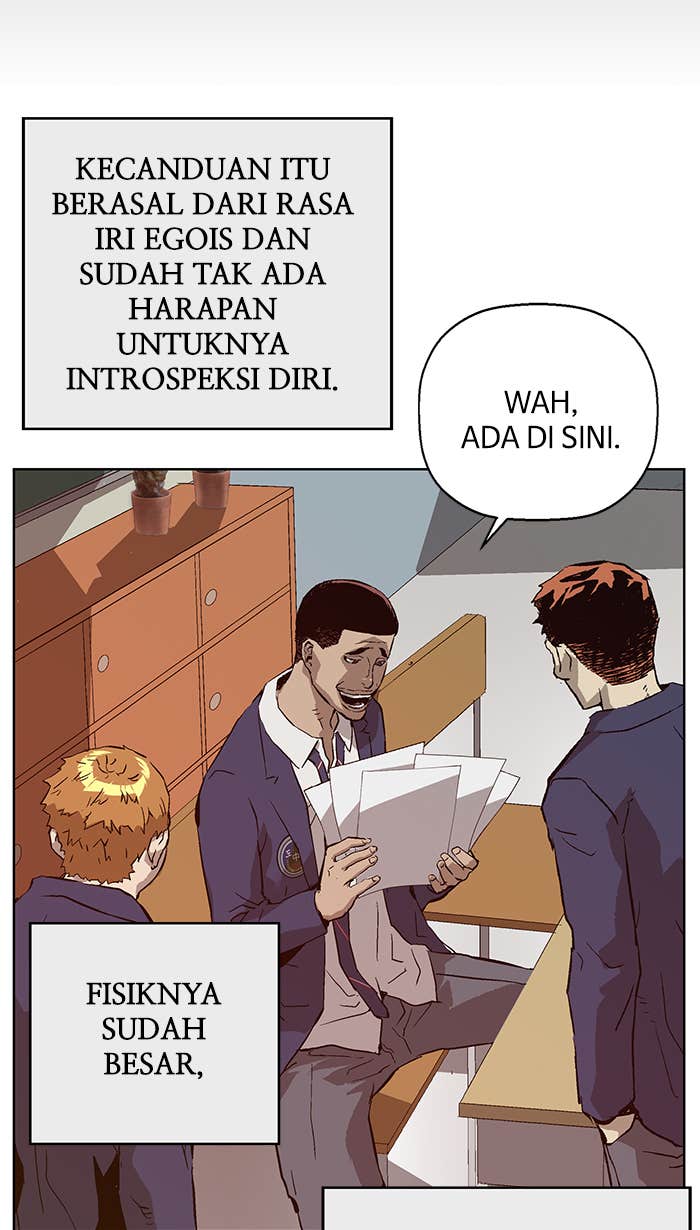 KECANDUAN ITU
BERASAL DARI RASA
IRI EGOIS DAN
SUDAH TAK ADA
HARAPAN
UNTUKNYA
INTROSPEKSI DIRI.
WAH,
ADA DI SINI.
FISIKNYA
SUDAH
BESAR,